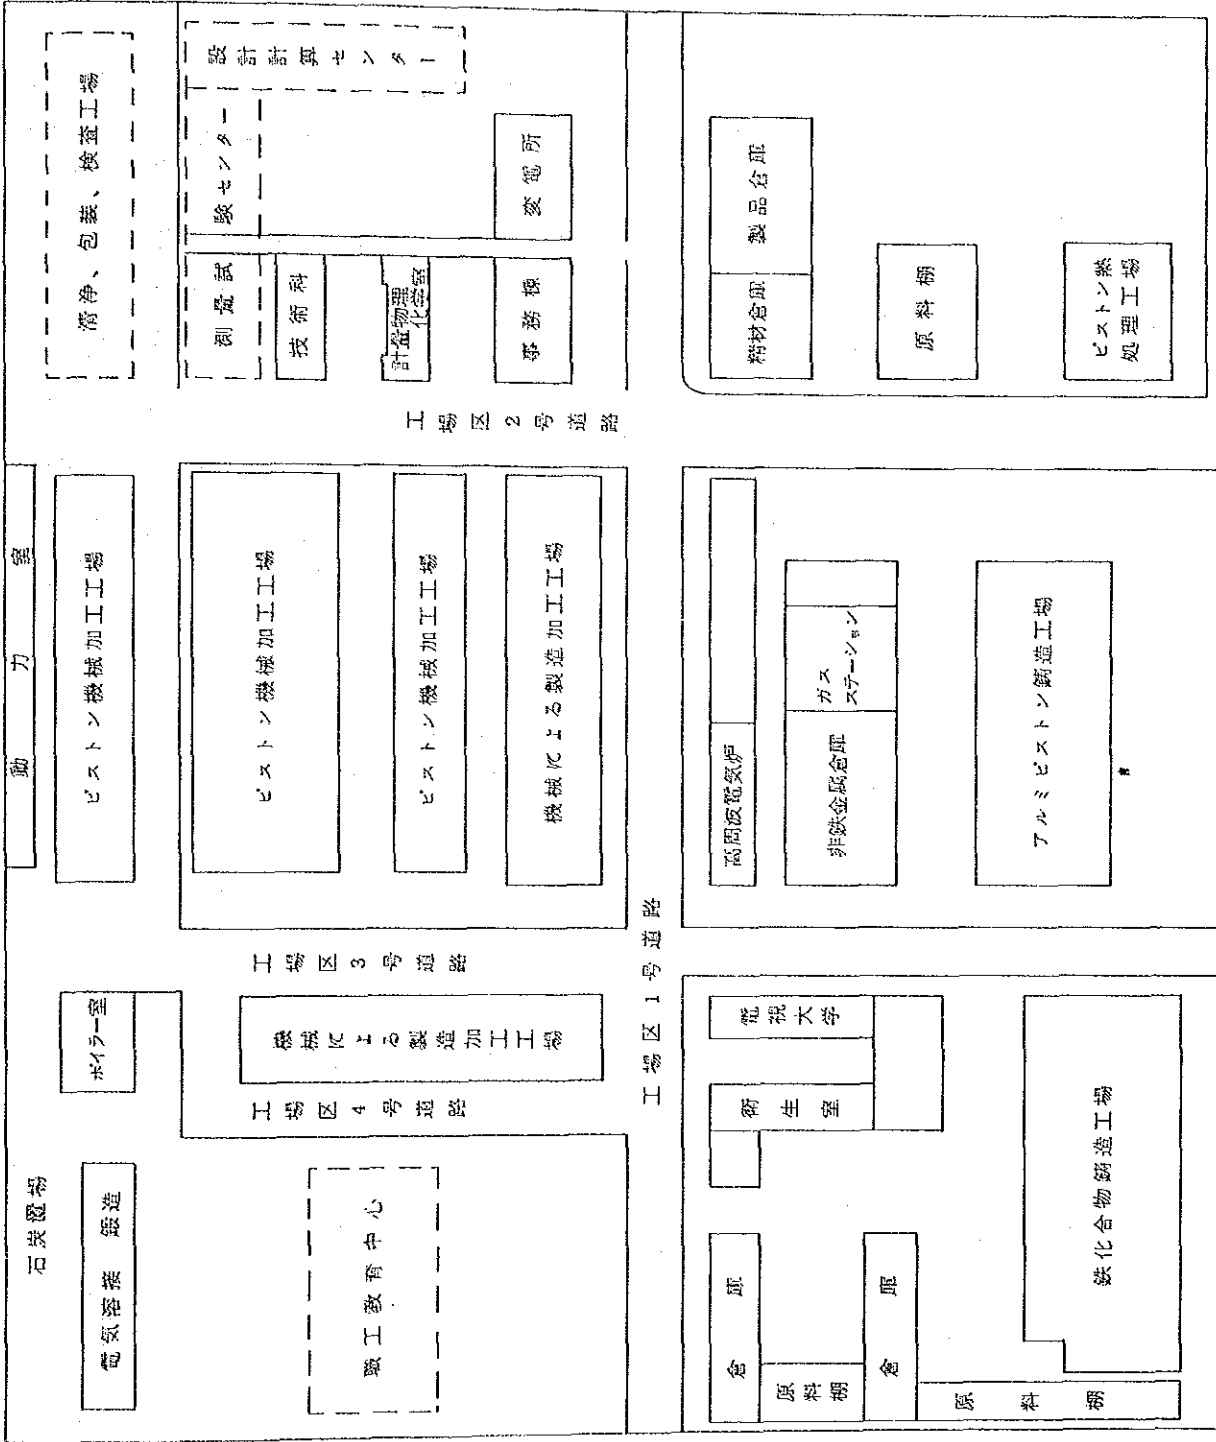 清浄、包装、検査工場
設計計算センター
測量試験センター
技術科
計量物理
化学室
変電所
事務棟
製品倉庫
精材倉庫
原料棚
ピストン熱
処理工場
工場区2号道路
動力室
ピストン機械加工工場
ピストン機械加工工場
ピストン機械加工工場
機械による製造加工工場
高周波電気炉
ガス
ステーション
非鉄金属倉庫
アルミピストン鋳造工場
工場区3号道路
工場区1号道路
ボイラー室
機械による製造加工工場
工場区4号道路
電視大学
衛生室
鉄化合物鋳造工場
石炭置場
電気溶接 鍛造
職工教育中心
倉庫
原料棚
倉庫
原料棚